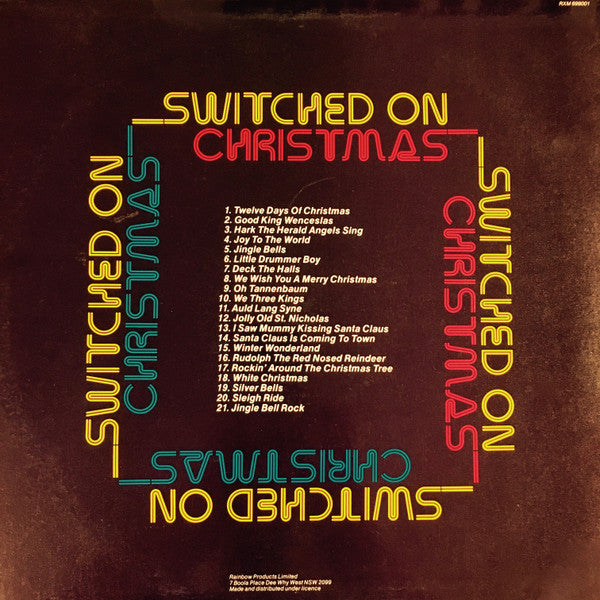 RXM 698001
SWITCHED ON
CHRISTMAS
SWITCHED ON
CHRISTMAS
SWITCHED ON
CHRISTMAS
1. Twelve Days Of Christmas
2. Good King Wenceslas
3. Hark The Herald Angels Sing
4. Joy To The World
5. Jingle Bells
6. Little Drummer Boy
7. Deck The Halls
8. We Wish You A Merry Christmas
9. Oh Tannenbaum
10. We Three Kings
11. Auld Lang Syne
12. Jolly Old St. Nicholas
13. I Saw Mummy Kissing Santa Claus
14. Santa Claus Is Coming To Town
15. Winter Wonderland
16. Rudolph The Red Nosed Reindeer
17. Rockin' Around The Christmas Tree
18. White Christmas
19. Silver Bells
20. Sleigh Ride
21. Jingle Bell Rock
CHRISTMAS
SWITCHED ON
Rainbow Products Limited
7 Boola Place Dee Why West NSW 2099
Made and distributed under licence